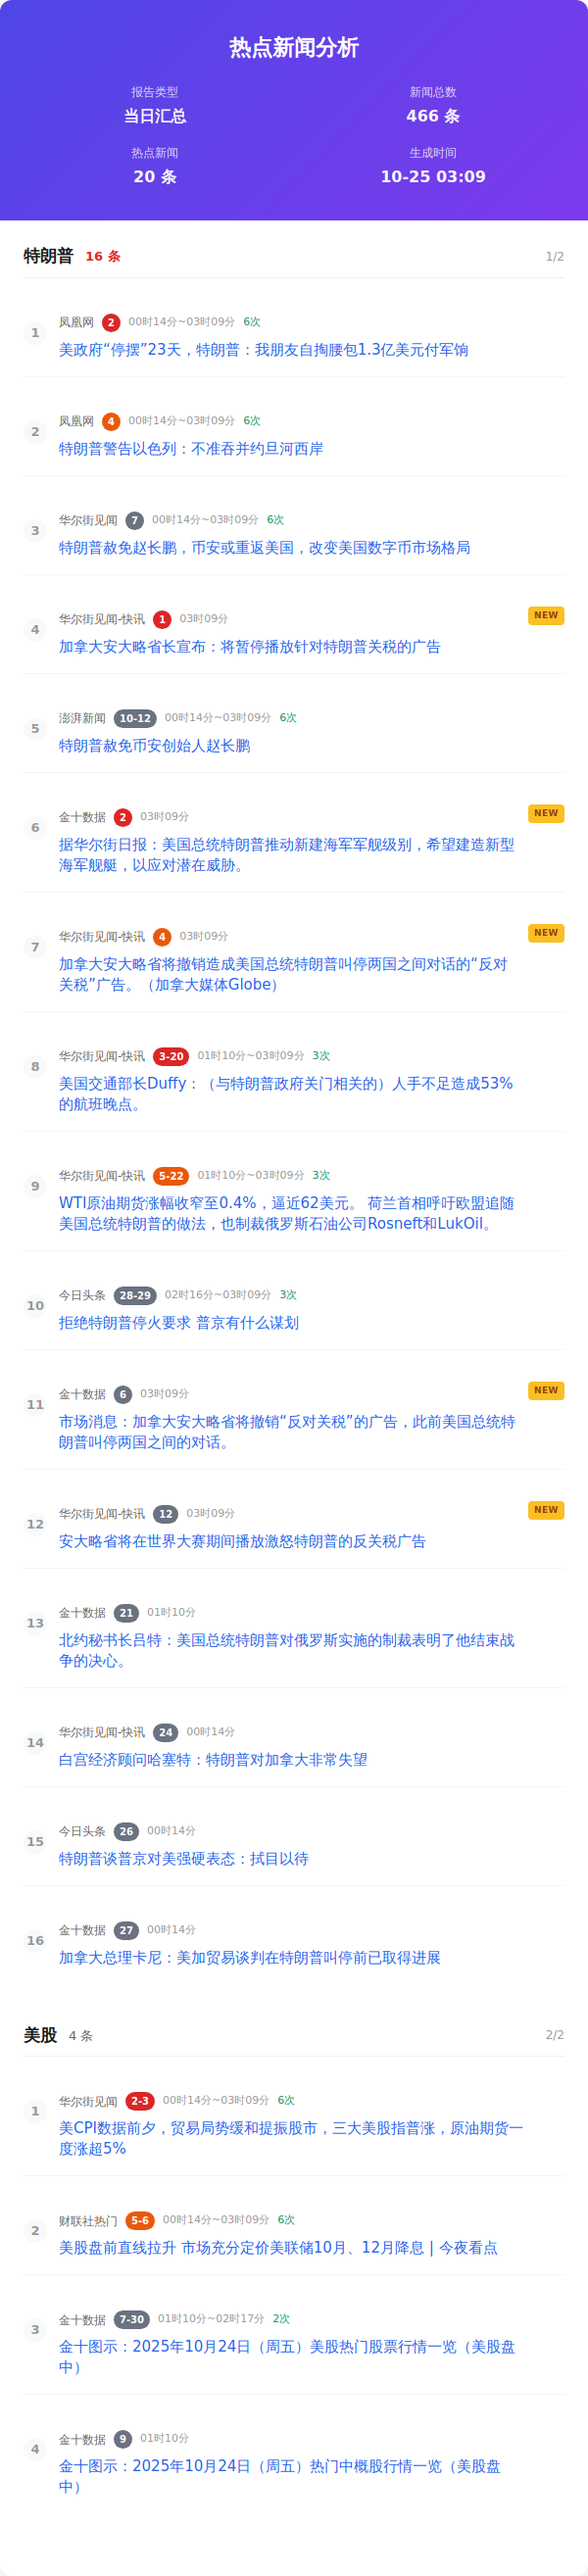 热点新闻分析
报告类型
当日汇总
新闻总数
466 条
热点新闻
20 条
生成时间
10-25 03:09
特朗普 16 条 1/2
1
凤凰网 2 00时14分~03时09分 6次
美政府“停摆”23天，特朗普：我朋友自掏腰包1.3亿美元付军饷
2
凤凰网 4 00时14分~03时09分 6次
特朗普警告以色列：不准吞并约旦河西岸
3
华尔街见闻 7 00时14分~03时09分 6次
特朗普赦免赵长鹏，币安或重返美国，改变美国数字币市场格局
4
华尔街见闻-快讯 1 03时09分 NEW
加拿大安大略省长宣布：将暂停播放针对特朗普关税的广告
5
澎湃新闻 10-12 00时14分~03时09分 6次
特朗普赦免币安创始人赵长鹏
6
金十数据 2 03时09分 NEW
据华尔街日报：美国总统特朗普推动新建海军军舰级别，希望建造新型
海军舰艇，以应对潜在威胁。
7
华尔街见闻-快讯 4 03时09分 NEW
加拿大安大略省将撤销造成美国总统特朗普叫停两国之间对话的“反对
关税”广告。（加拿大媒体Globe）
8
华尔街见闻-快讯 3-20 01时10分~03时09分 3次
美国交通部长Duffy：（与特朗普政府关门相关的）人手不足造成53%
的航班晚点。
9
华尔街见闻-快讯 5-22 01时10分~03时09分 3次
WTI原油期货涨幅收窄至0.4%，逼近62美元。 荷兰首相呼吁欧盟追随
美国总统特朗普的做法，也制裁俄罗斯石油公司Rosneft和LukOil。
10
今日头条 28-29 02时16分~03时09分 3次
拒绝特朗普停火要求 普京有什么谋划
11
金十数据 6 03时09分 NEW
市场消息：加拿大安大略省将撤销“反对关税”的广告，此前美国总统特
朗普叫停两国之间的对话。
12
华尔街见闻-快讯 12 03时09分 NEW
安大略省将在世界大赛期间播放激怒特朗普的反关税广告
13
金十数据 21 01时10分
北约秘书长吕特：美国总统特朗普对俄罗斯实施的制裁表明了他结束战
争的决心。
14
华尔街见闻-快讯 24 00时14分
白宫经济顾问哈塞特：特朗普对加拿大非常失望
15
今日头条 26 00时14分
特朗普谈普京对美强硬表态：拭目以待
16
金十数据 27 00时14分
加拿大总理卡尼：美加贸易谈判在特朗普叫停前已取得进展
美股 4 条 2/2
1
华尔街见闻 2-3 00时14分~03时09分 6次
美CPI数据前夕，贸易局势缓和提振股市，三大美股指普涨，原油期货一
度涨超5%
2
财联社热门 5-6 00时14分~03时09分 6次
美股盘前直线拉升 市场充分定价美联储10月、12月降息 | 今夜看点
3
金十数据 7-30 01时10分~02时17分 2次
金十图示：2025年10月24日（周五）美股热门股票行情一览（美股盘
中）
4
金十数据 9 01时10分
金十图示：2025年10月24日（周五）热门中概股行情一览（美股盘
中）